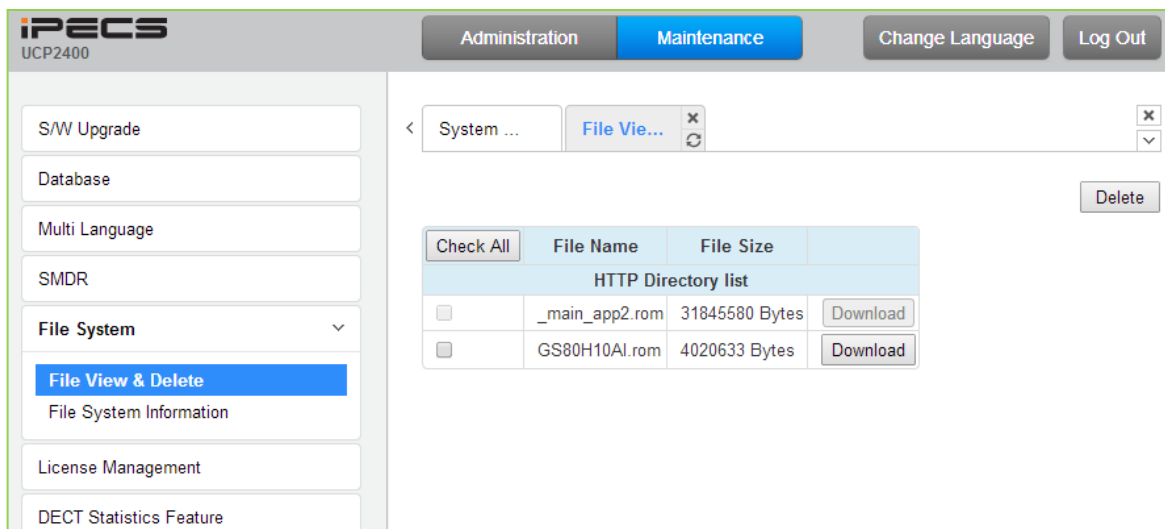 iPECS
UCP2400
Administration
Maintenance
Change Language
Log Out
S/W Upgrade
Database
Multi Language
SMDR
File System
File View & Delete
File System Information
License Management
DECT Statistics Feature
System ...
File Vie...
Delete
Check All File Name File Size
HTTP Directory list
_main_app2.rom 31845580 Bytes Download
GS80H10AI.rom 4020633 Bytes Download